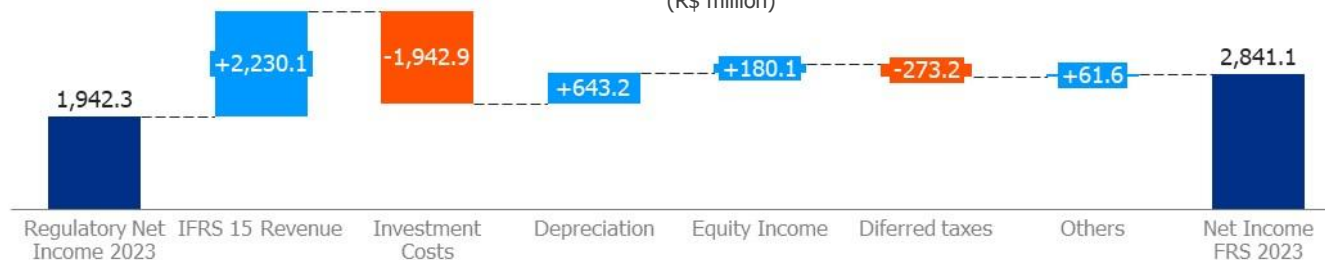 (R$ million)
1,942.3
+2,230.1
-1,942.9
+643.2
+180.1
-273.2
+61.6
2,841.1
Regulatory Net
Income 2023
IFRS 15 Revenue
Investment
Costs
Depreciation
Equity Income
Diferred taxes
Others
Net Income
FRS 2023